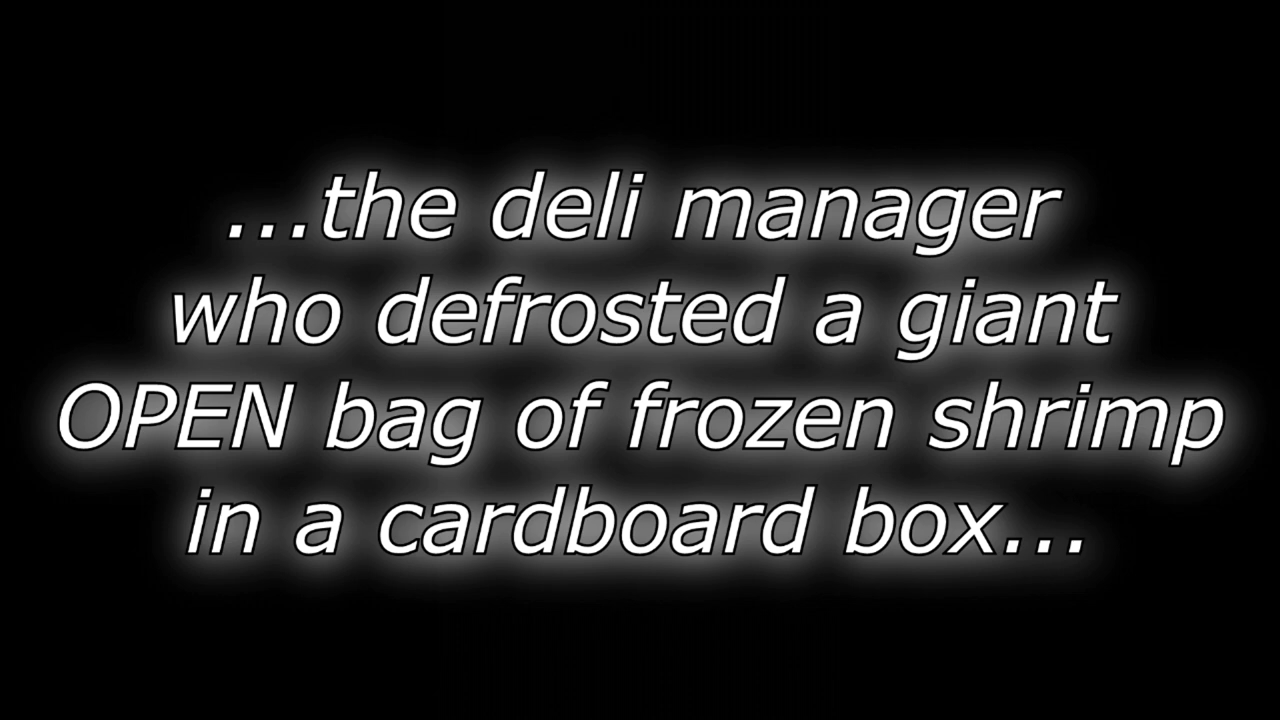 ...the deli manager
who defrosted a giant
OPEN bag of frozen shrimp
in a cardboard box...